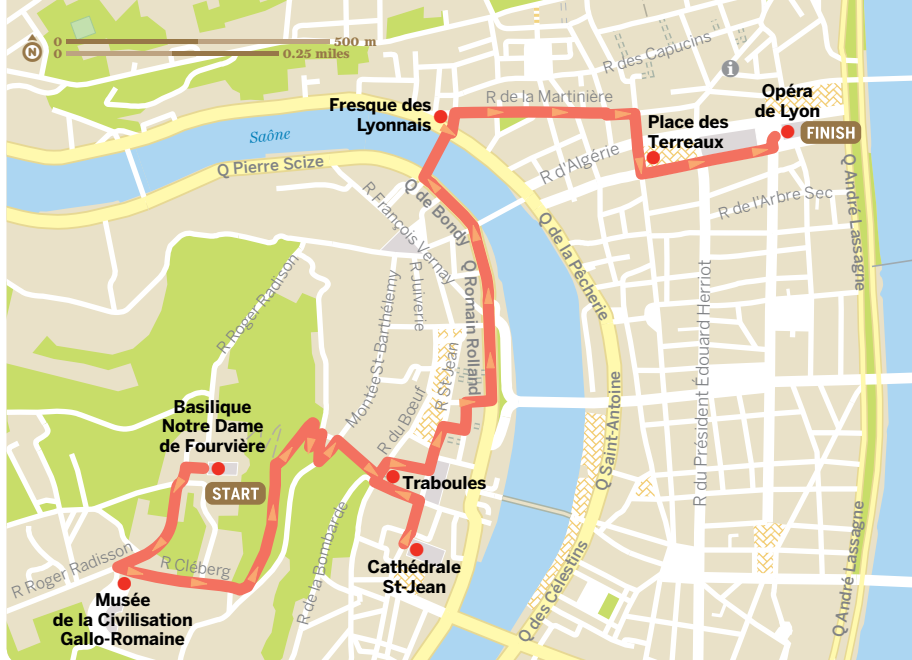 0
500 m
N
0
0.25 miles
R des Capucins
i
Opéra
de Lyon
FINISH
Fresque des
Lyonnais
R de la Martinière
Place des
Terreaux
Saône
Q Pierre Scize
R d'Algérie
Q de Bondy
R François Vernay
R de l'Arbre Sec
Q André Lassagne
Q de la Pêcherie
R Roger Radison
R Juiverie
Q Romain Rolland
Montée St-Barthélemy
R St-Jean
R du Président Édouard Herriot
R du Bœuf
Q Saint-Antoine
Basilique
Notre Dame
de Fourvière
START
Traboules
R de la Bombarde
R Roger Radisson
R Cléberg
Cathédrale
St-Jean
Musée
de la Civilisation
Gallo-Romaine
Q des Célestins
Q André Lassagne